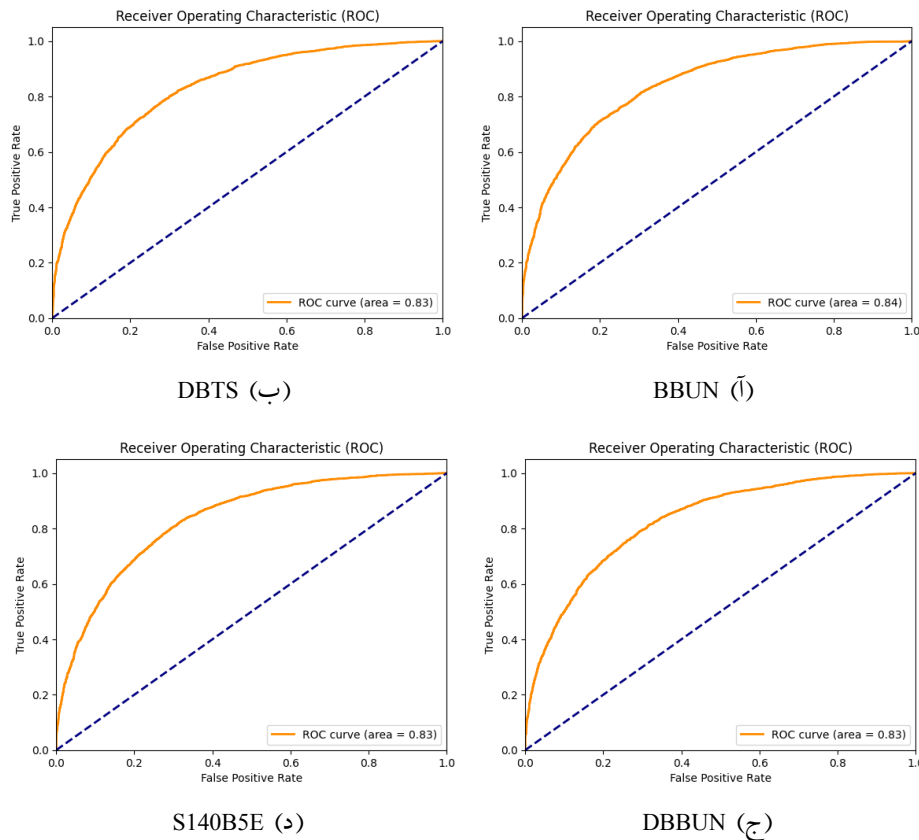 Receiver Operating Characteristic (ROC)
1.0
0.8
0.6
0.4
0.2
0.0
True Positive Rate
ROC curve (area = 0.83)
0.0 0.2 0.4 0.6 0.8 1.0
False Positive Rate
DBTS (ب)
Receiver Operating Characteristic (ROC)
1.0
0.8
0.6
0.4
0.2
0.0
True Positive Rate
ROC curve (area = 0.84)
0.0 0.2 0.4 0.6 0.8 1.0
False Positive Rate
BBUN (آ)
Receiver Operating Characteristic (ROC)
1.0
0.8
0.6
0.4
0.2
0.0
True Positive Rate
ROC curve (area = 0.83)
0.0 0.2 0.4 0.6 0.8 1.0
False Positive Rate
S140B5E (د)
Receiver Operating Characteristic (ROC)
1.0
0.8
0.6
0.4
0.2
0.0
True Positive Rate
ROC curve (area = 0.83)
0.0 0.2 0.4 0.6 0.8 1.0
False Positive Rate
DBBUN (ج)